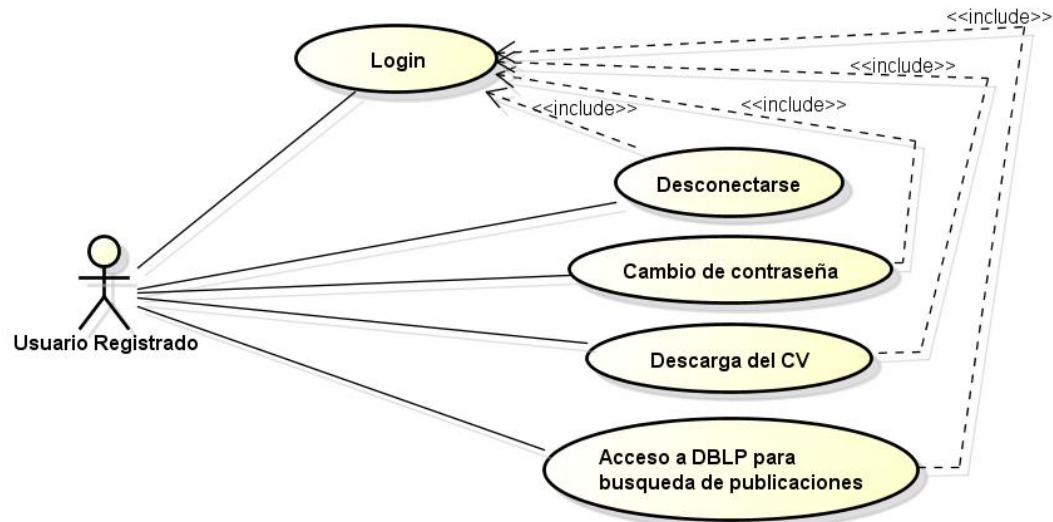 <<include>>
Login
<<include>>
<<include>>
<<include>>
Desconectarse
Cambio de contraseña
Usuario Registrado
Descarga del CV
Acceso a DBLP para
busqueda de publicaciones